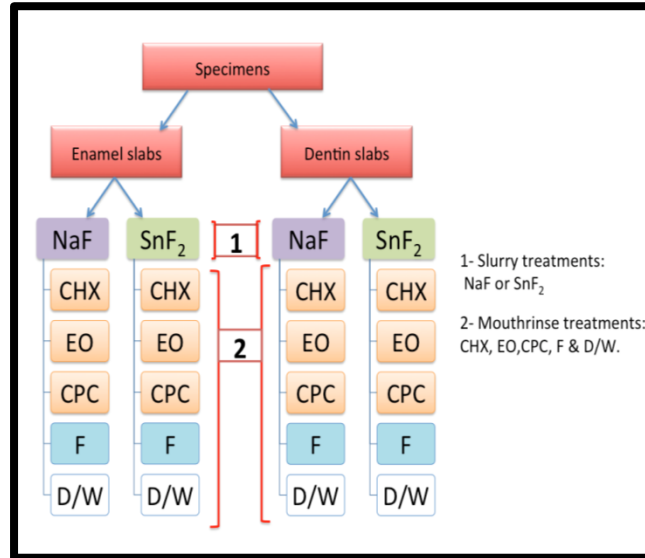 Specimens
Enamel slabs
Dentin slabs
NaF
SnF₂
1
NaF
SnF₂
CHX
CHX
CHX
CHX
EO
EO
2
EO
EO
CPC
CPC
CPC
CPC
F
F
F
F
D/W
D/W
D/W
D/W
1- Slurry treatments:
NaF or SnF₂
2- Mouthrinse treatments:
CHX, EO,CPC, F & D/W.